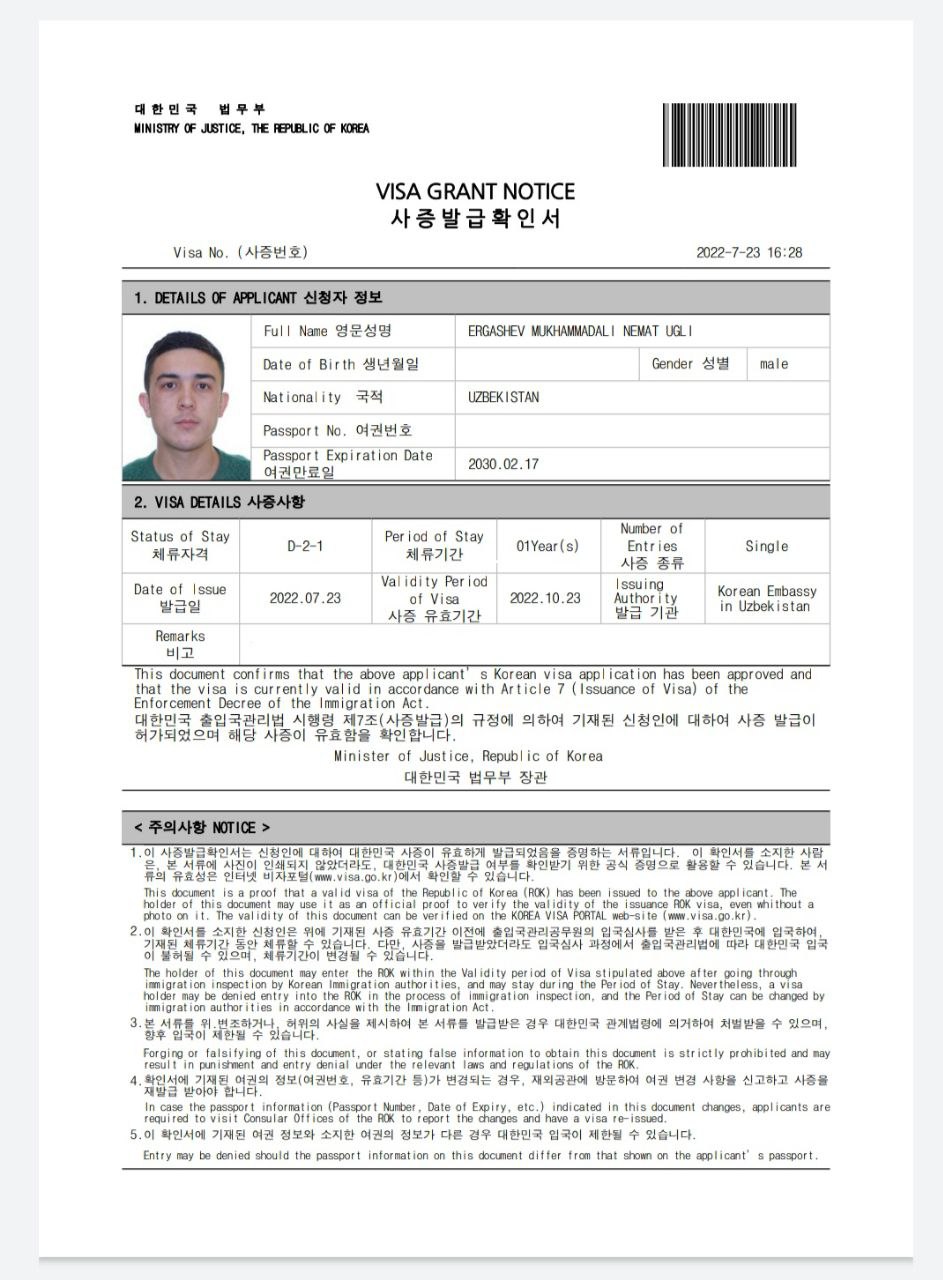 대한민국 법무부
MINISTRY OF JUSTICE, THE REPUBLIC OF KOREA
VISA GRANT NOTICE
사증발급확인서
Visa No. (사증번호)
2022-7-23 16:28
1. DETAILS OF APPLICANT 신청자 정보
Full Name 영문성명
ERGASHEV MUKHAMMADALI NEMAT UGLI
Date of Birth 생년월일
Gender 성별
male
Nationality 국적
UZBEKISTAN
Passport No. 여권번호
Passport Expiration Date
여권만료일
2030.02.17
2. VISA DETAILS 사증사항
Status of Stay
체류자격
D-2-1
Period of Stay
체류기간
01Year(s)
Number of
Entries
사증 종류
Single
Date of Issue
발급일
2022.07.23
Validity Period
of Visa
사증 유효기간
2022.10.23
Issuing
Authority
발급 기관
Korean Embassy
in Uzbekistan
Remarks
비고
This document confirms that the above applicant's Korean visa application has been approved and
that the visa is currently valid in accordance with Article 7 (Issuance of Visa) of the
Enforcement Decree of the Immigration Act.
대한민국 출입국관리법 시행령 제7조(사증발급)의 규정에 의하여 기재된 신청인에 대하여 사증 발급이
허가되었으며 해당 사증이 유효함을 확인합니다.
Minister of Justice, Republic of Korea
대한민국 법무부 장관
< 주의사항 NOTICE >
1.이 사증발급확인서는 신청인에 대하여 대한민국 사증이 유효하게 발급되었음을 증명하는 서류입니다. 이 확인서를 소지한 사람
은, 본 서류에 사진이 인쇄되지 않았더라도, 대한민국 사증발급 여부를 확인받기 위한 공식 증명으로 활용할 수 있습니다. 본 서
류의 유효성은 인터넷 비자포털(www.visa.go.kr)에서 확인할 수 있습니다.
This document is a proof that a valid visa of the Republic of Korea (ROK) has been issued to the above applicant. The
holder of this document may use it as an official proof to verify the validity of the issuance ROK visa, even whithout a
photo on it. The validity of this document can be verified on the KOREA VISA PORTAL web-site (www.visa.go.kr).
2.이 확인서를 소지한 신청인은 위에 기재된 사증 유효기간 이전에 출입국관리공무원의 입국심사를 받은 후 대한민국에 입국하여,
기재된 체류기간 동안 체류할 수 있습니다. 다만, 사증을 발급받았더라도 입국심사 과정에서 출입국관리법에 따라 대한민국 입국
이 불허될 수 있으며, 체류기간이 변경될 수 있습니다.
The holder of this document may enter the ROK within the Validity period of Visa stipulated above after going through
immigration inspection by Korean Immigration authorities, and may stay during the Period of Stay. Nevertheless, a visa
holder may be denied entry into the ROK in the process of immigration inspection, and the Period of Stay can be changed by
immigration authorities in accordance with the Immigration Act.
3.본 서류를 위.변조하거나, 허위의 사실을 제시하여 본 서류를 발급받은 경우 대한민국 관계법령에 의거하여 처벌받을 수 있으며,
향후 입국이 제한될 수 있습니다.
Forging or falsifying of this document, or stating false information to obtain this document is strictly prohibited and may
result in punishment and entry denial under the relevant laws and regulations of the ROK.
4.확인서에 기재된 여권의 정보(여권번호, 유효기간 등)가 변경되는 경우, 재외공관에 방문하여 여권 변경 사항을 신고하고 사증을
재발급 받아야 합니다.
In case the passport information (Passport Number, Date of Expiry, etc.) indicated in this document changes, applicants are
required to visit Consular Offices of the ROK to report the changes and have a visa re-issued.
5.이 확인서에 기재된 여권 정보와 소지한 여권의 정보가 다른 경우 대한민국 입국이 제한될 수 있습니다.
Entry may be denied should the passport information on this document differ from that shown on the applicant's passport.